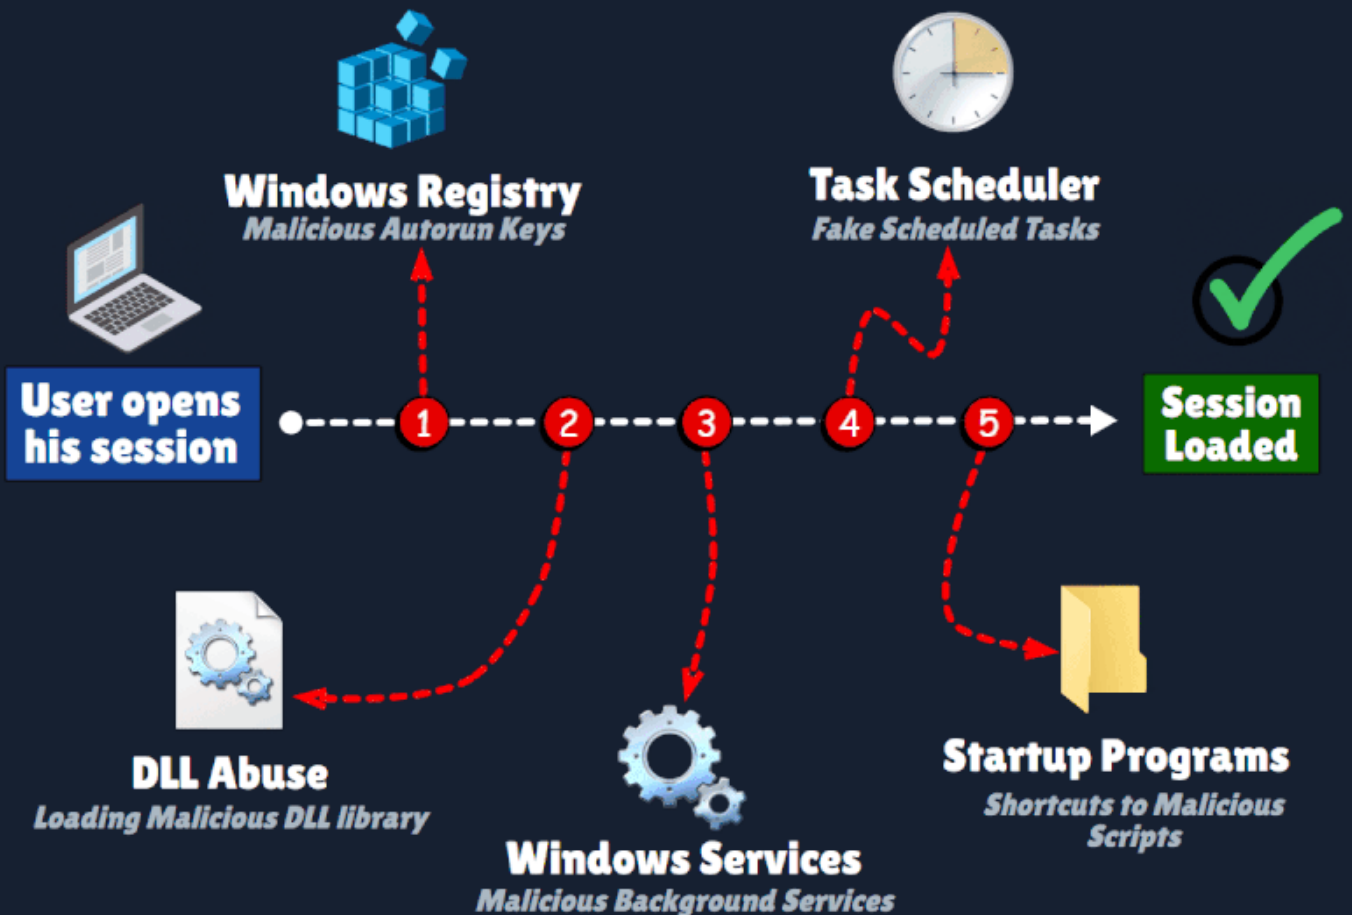 Windows Registry
Malicious Autorun Keys
Task Scheduler
Fake Scheduled Tasks
User opens
his session
1
2
3
4
5
Session
Loaded
DLL Abuse
Loading Malicious DLL library
Windows Services
Malicious Background Services
Startup Programs
Shortcuts to Malicious
Scripts